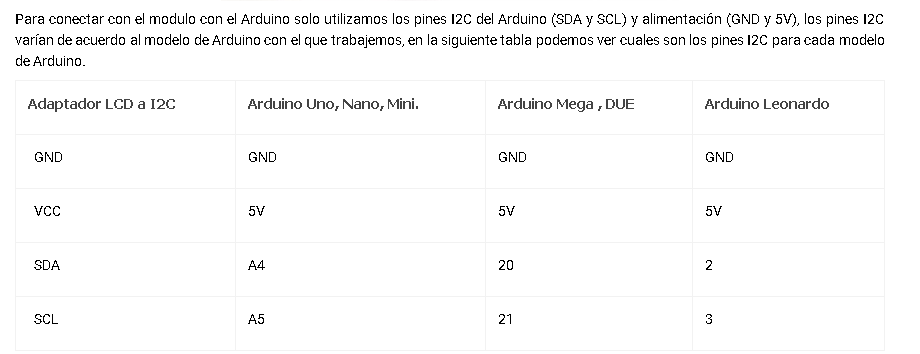 Para conectar con el modulo con el Arduino solo utilizamos los pines I2C del Arduino (SDA y SCL) y alimentación (GND y 5V), los pines I2C
varían de acuerdo al modelo de Arduino con el que trabajemos, en la siguiente tabla podemos ver cuales son los pines I2C para cada modelo
de Arduino.
Adaptador LCD a I2C Arduino Uno, Nano, Mini. Arduino Mega , DUE Arduino Leonardo
GND GND GND GND
VCC 5V 5V 5V
SDA A4 20 2
SCL A5 21 3